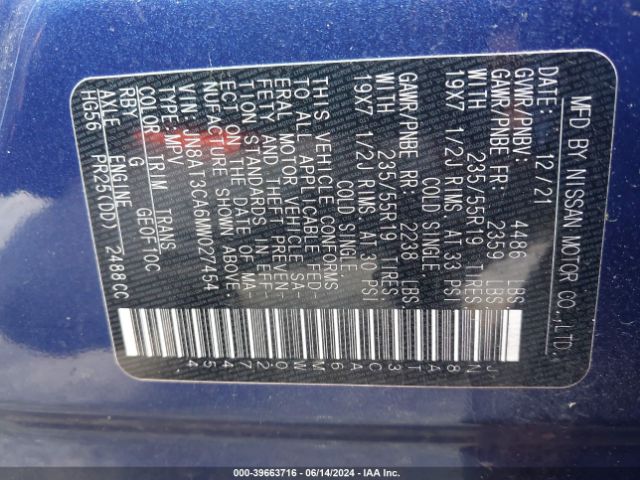 MFD BY NISSAN MOTOR CO.,LTD.
DATE: 12/21
GVWR/PNBV: 4486 LBS.
GAWR/PNBE FR: 2359 LBS.
WITH 235/55R19 TIRES
19X7 1/2J RIMS. AT 33 PSI
COLD SINGLE
GAWR/PNBE RR: 2238 LBS
WITH 235/55R19 TIRES
19X7 1/2J RIMS. AT 30 PSI
COLD SINGLE.
THIS VEHICLE CONFORMS
TO ALL APPLICABLE FED-
ERAL MOTOR VEHICLE SA-
FETY AND THEFT PREVEN-
TION STANDARDS IN EFF-
ECT ON THE DATE OF MA-
NUFACTURE SHOWN ABOVE.
VIN: JN8AT3CA6MW027454
TYPE: MPV
COLOR TRIM TRANS
RBY G GE0F10C
AXLE ENGINE
HG56 PR25(DD) 2488CC
JN8AT3CA6MW027454
000-39663716 - 06/14/2024 - IAA Inc.